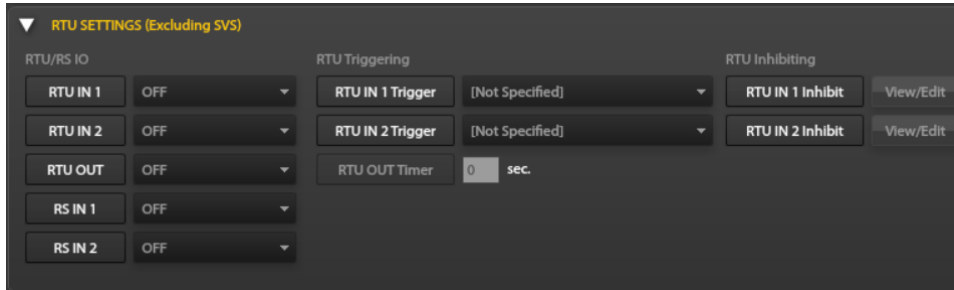 RTU SETTINGS (Excluding SVS)
RTU/RS IO RTU Triggering RTU Inhibiting
RTU IN 1 OFF RTU IN 1 Trigger [Not Specified] RTU IN 1 Inhibit View/Edit
RTU IN 2 OFF RTU IN 2 Trigger [Not Specified] RTU IN 2 Inhibit View/Edit
RTU OUT OFF RTU OUT Timer 0 sec.
RS IN 1 OFF
RS IN 2 OFF